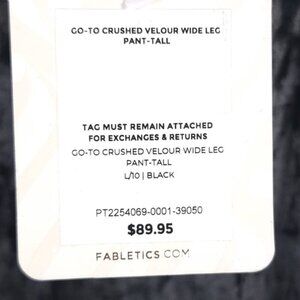 GO-TO CRUSHED VELOUR WIDE LEG
PANT-TALL
TAG MUST REMAIN ATTACHED
FOR EXCHANGES & RETURNS
GO-TO CRUSHED VELOUR WIDE LEG
PANT-TALL
L/10 | BLACK
PT2254069-0001-39050
$89.95
FABLETICS.COM